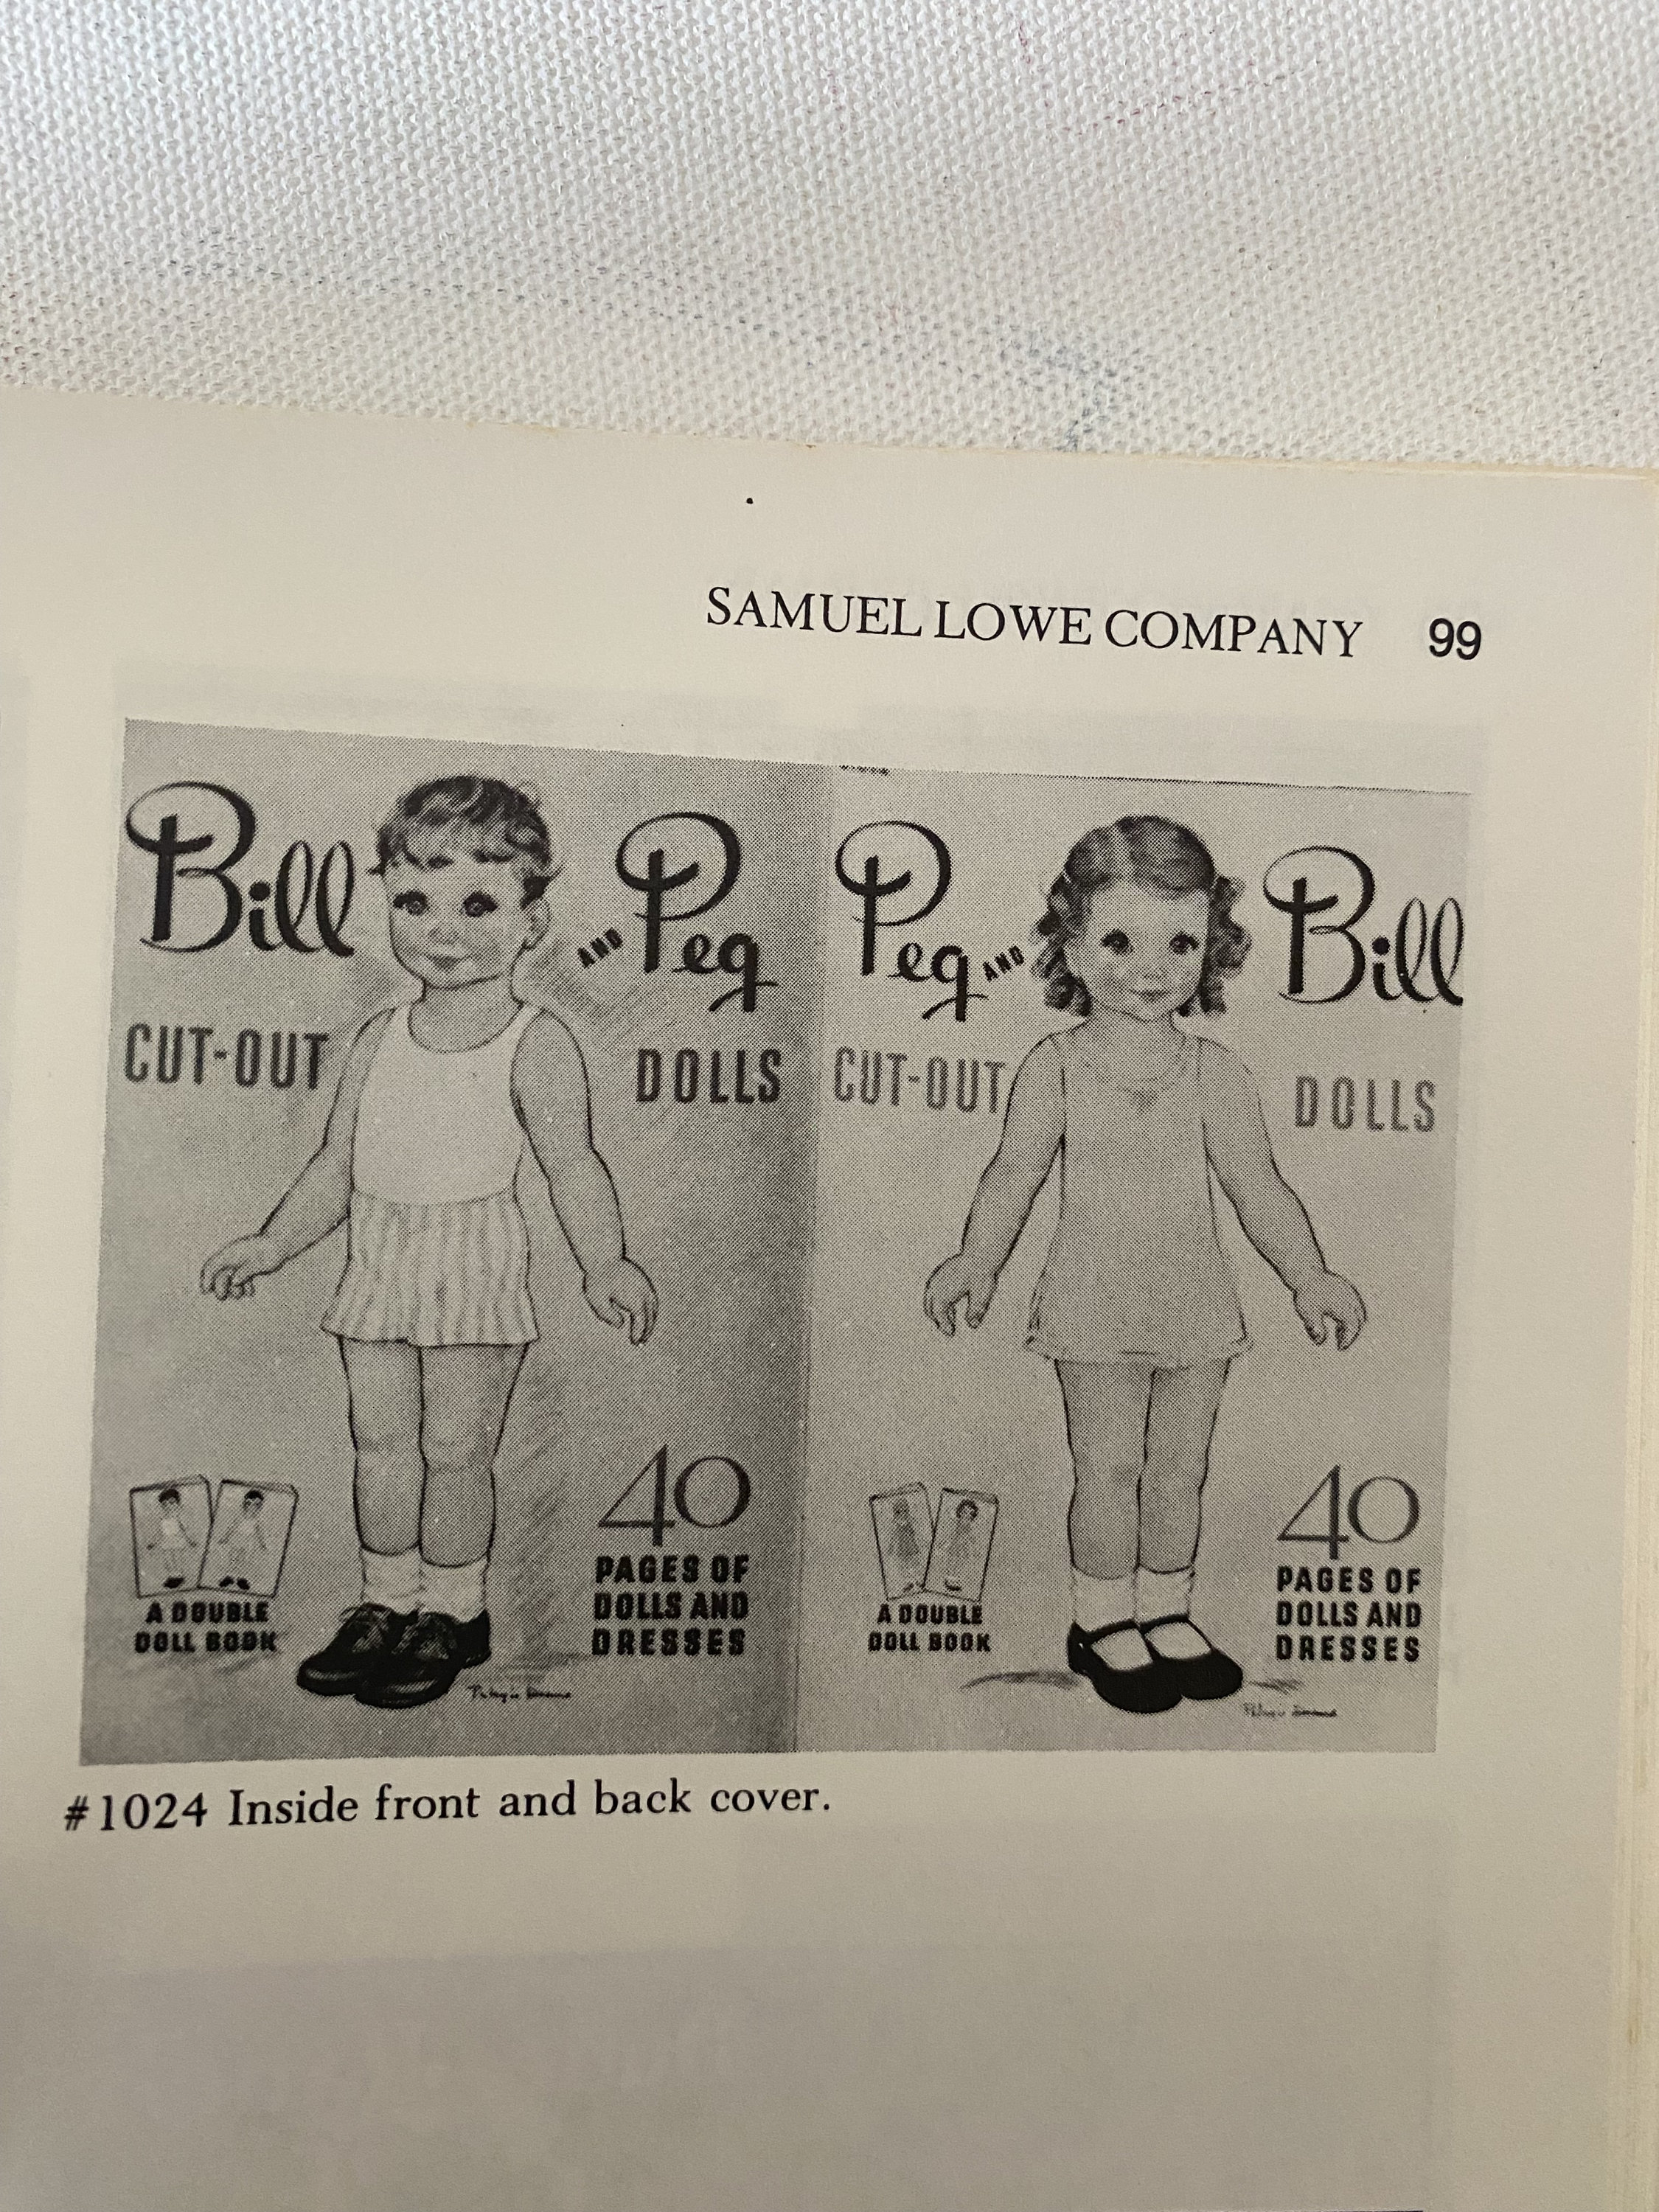 SAMUEL LOWE COMPANY 99
Bill AND Peg
CUT-OUT DOLLS
A DOUBLE
DOLL BOOK
40
PAGES OF
DOLLS AND
DRESSES
Peg AND Bill
CUT-OUT DOLLS
A DOUBLE
DOLL BOOK
40
PAGES OF
DOLLS AND
DRESSES
#1024 Inside front and back cover.